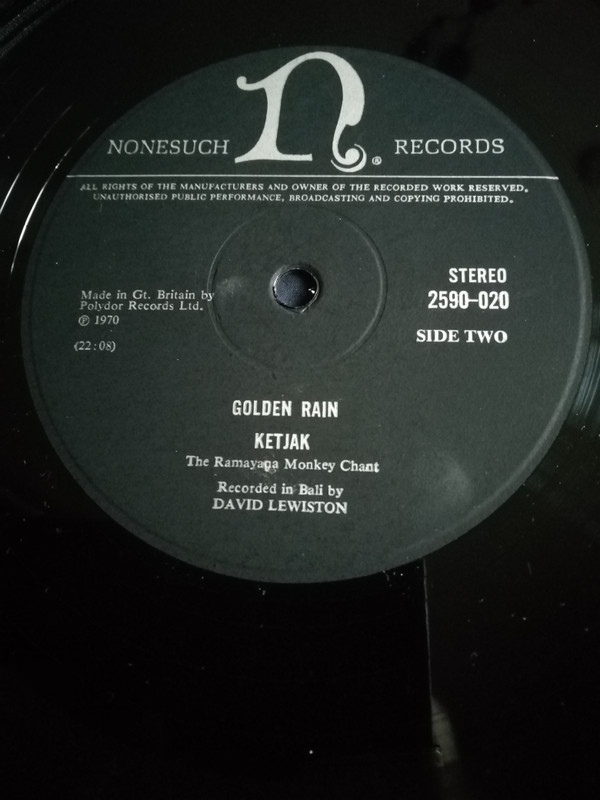 NONESUCH n® RECORDS
ALL RIGHTS OF THE MANUFACTURERS AND OWNER OF THE RECORDED WORK RESERVED.
UNAUTHORISED PUBLIC PERFORMANCE, BROADCASTING AND COPYING PROHIBITED.
STEREO
2590-020
SIDE TWO
Made in Gt. Britain by
Polydor Records Ltd.
℗ 1970
(22:08)
GOLDEN RAIN
KETJAK
The Ramayana Monkey Chant
Recorded in Bali by
DAVID LEWISTON